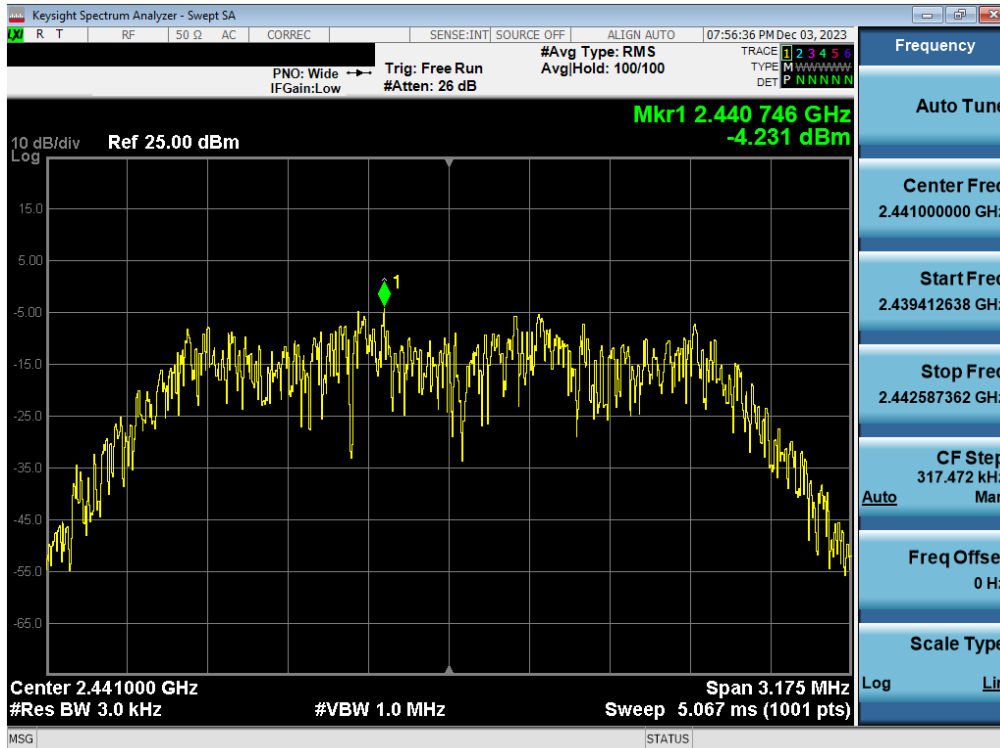 Keysight Spectrum Analyzer - Swept SA
LXI R T RF 50 Ω AC CORREC SENSE:INT SOURCE OFF ALIGN AUTO 07:56:36 PM Dec 03, 2023
PNO: Wide
IFGain:Low
Trig: Free Run
#Atten: 26 dB
#Avg Type: RMS
Avg|Hold: 100/100
TRACE 1 2 3 4 5 6
TYPE M WWWWW
DET P N N N N N
Mkr1 2.440 746 GHz
-4.231 dBm
10 dB/div
Log
Ref 25.00 dBm
15.0
5.00
-5.00
-15.0
-25.0
-35.0
-45.0
-55.0
-65.0
1
Center 2.441000 GHz
#Res BW 3.0 kHz
#VBW 1.0 MHz
Span 3.175 MHz
Sweep 5.067 ms (1001 pts)
MSG
STATUS
Frequency
Auto Tune
Center Freq
2.441000000 GHz
Start Freq
2.439412638 GHz
Stop Freq
2.442587362 GHz
CF Step
317.472 kHz
Auto Man
Freq Offset
0 Hz
Scale Type
Log Lin